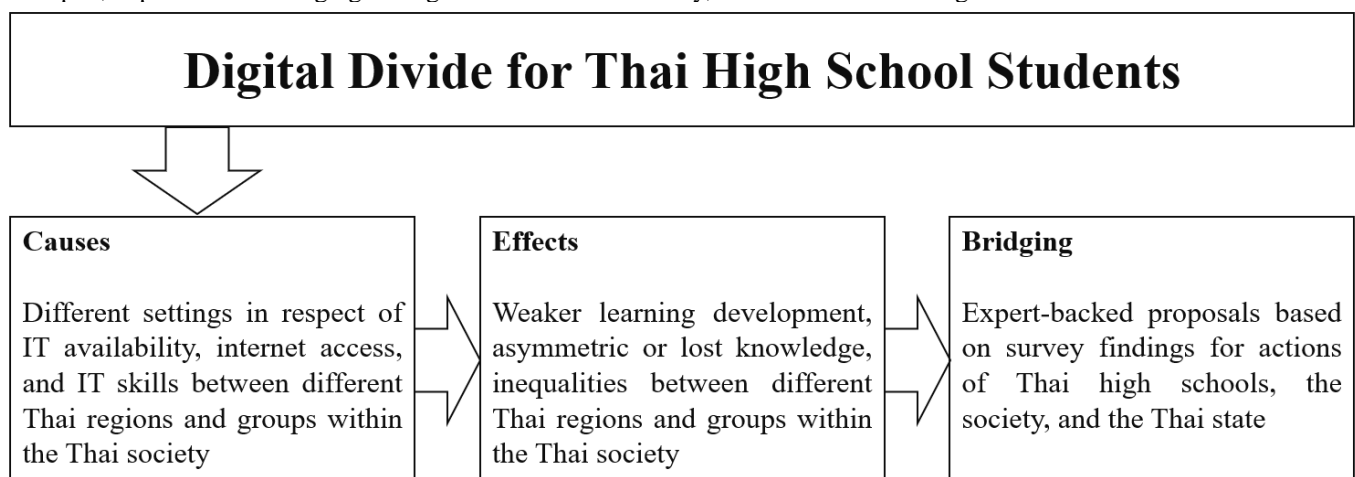 Digital Divide for Thai High School Students
Causes
Different settings in respect of
IT availability, internet access,
and IT skills between different
Thai regions and groups within
the Thai society
Effects
Weaker learning development,
asymmetric or lost knowledge,
inequalities between different
Thai regions and groups within
the Thai society
Bridging
Expert-backed proposals based
on survey findings for actions
of Thai high schools, the
society, and the Thai state